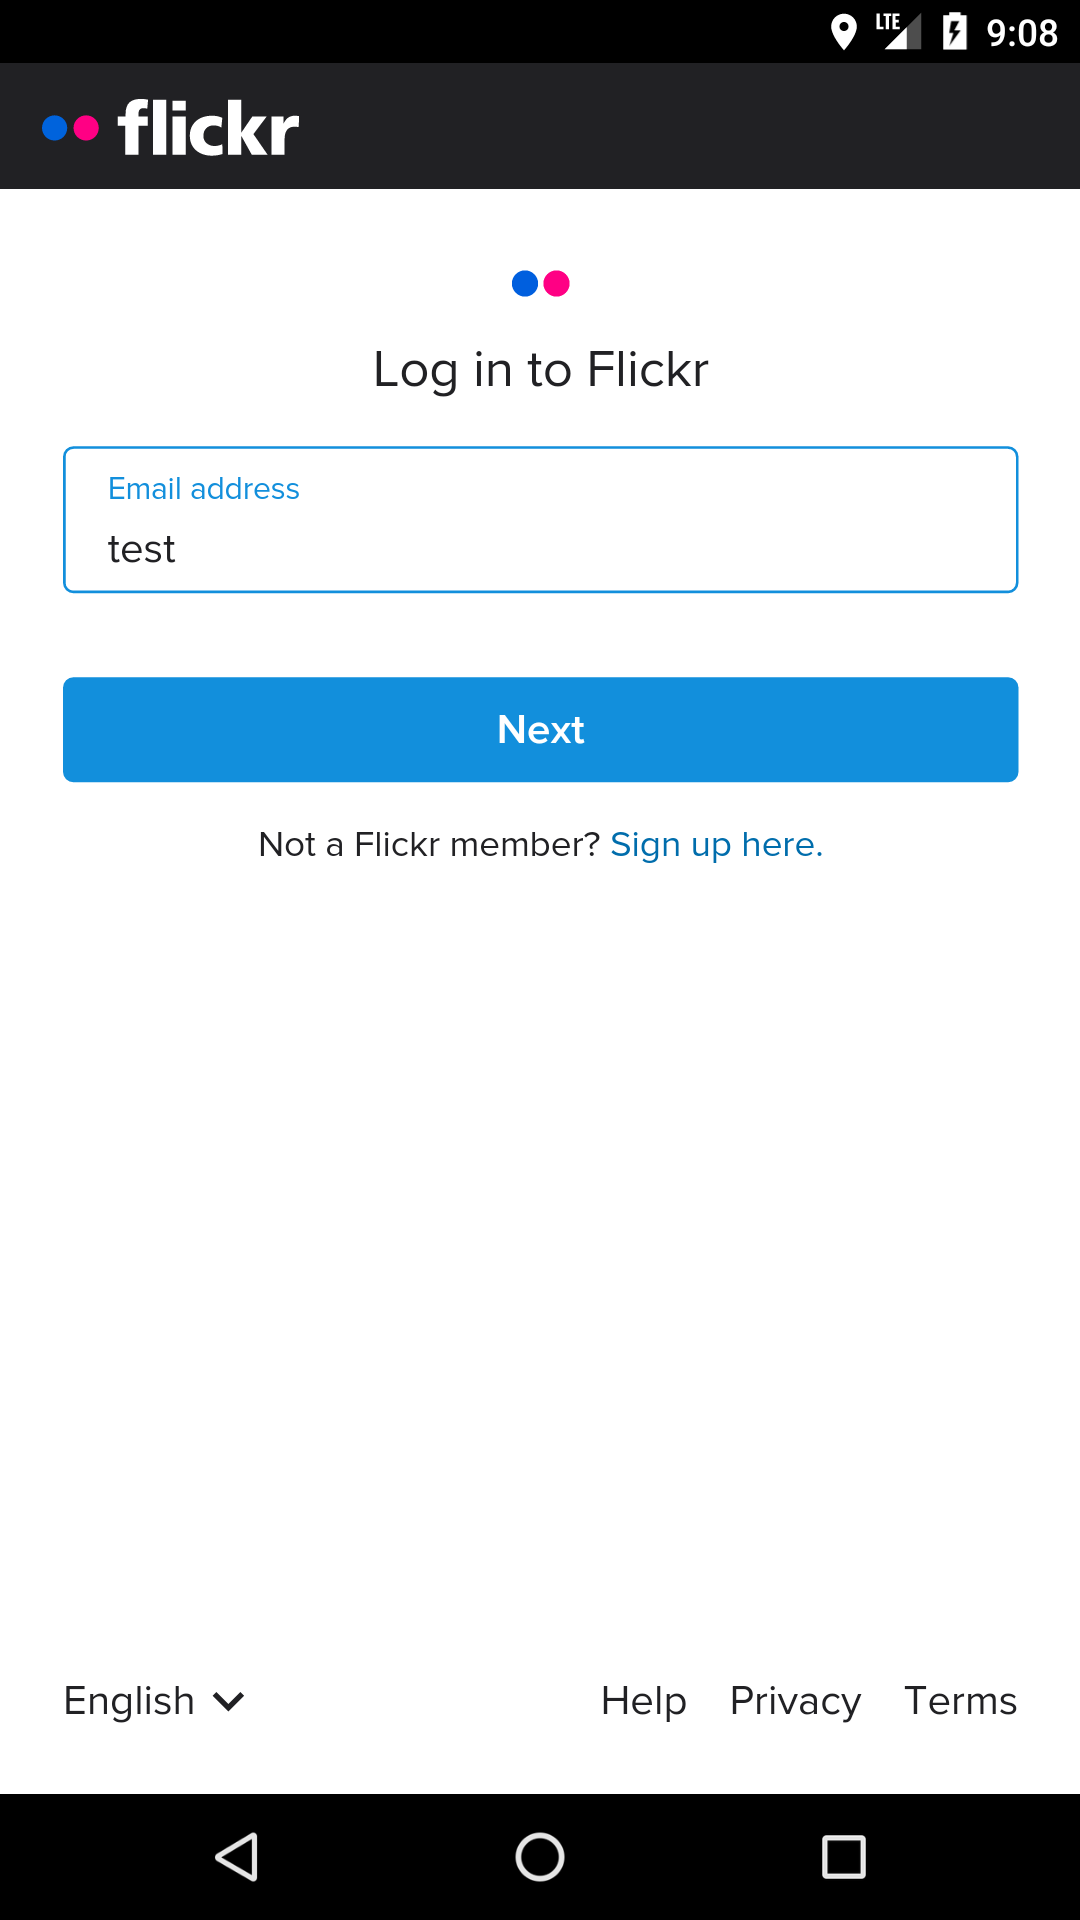 LTE 9:08
flickr
Log in to Flickr
Email address
test
Next
Not a Flickr member? Sign up here.
English Help Privacy Terms